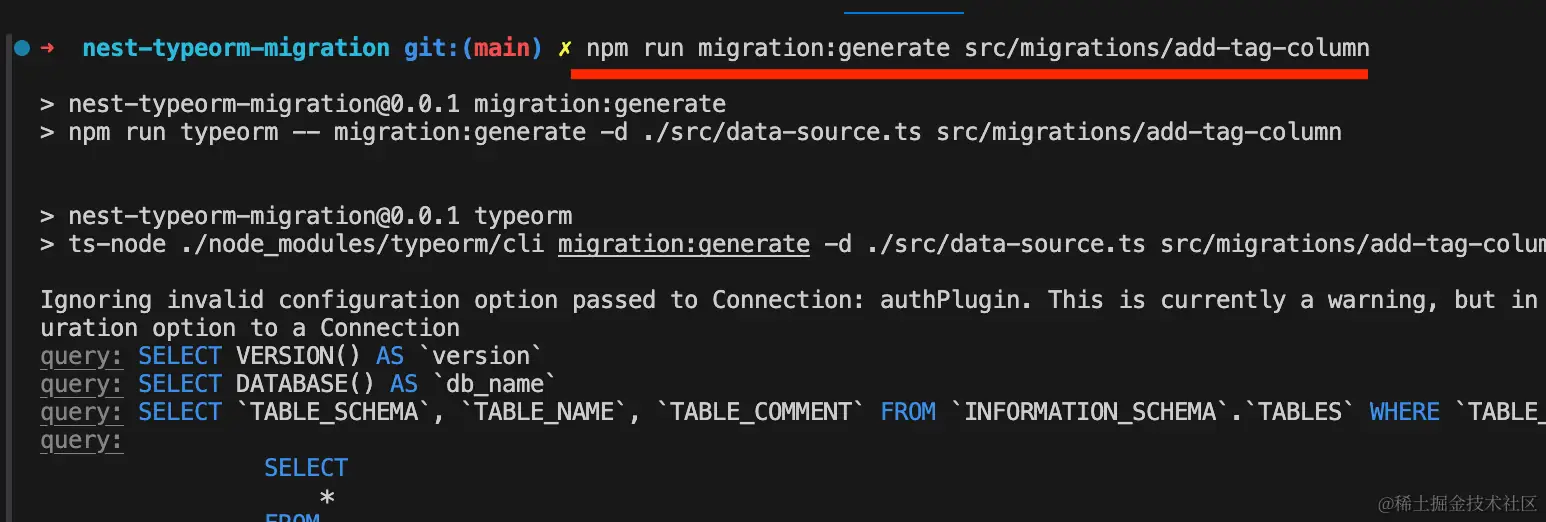 ➜ nest-typeorm-migration git:(main) ✗ npm run migration:generate src/migrations/add-tag-column
> nest-typeorm-migration@0.0.1 migration:generate
> npm run typeorm -- migration:generate -d ./src/data-source.ts src/migrations/add-tag-column
> nest-typeorm-migration@0.0.1 typeorm
> ts-node ./node_modules/typeorm/cli migration:generate -d ./src/data-source.ts src/migrations/add-tag-colum
Ignoring invalid configuration option passed to Connection: authPlugin. This is currently a warning, but in
uration option to a Connection
query: SELECT VERSION() AS `version`
query: SELECT DATABASE() AS `db_name`
query: SELECT `TABLE_SCHEMA`, `TABLE_NAME`, `TABLE_COMMENT` FROM `INFORMATION_SCHEMA`.`TABLES` WHERE `TABLE_
query:
SELECT
*
FROM
@稀土掘金技术社区